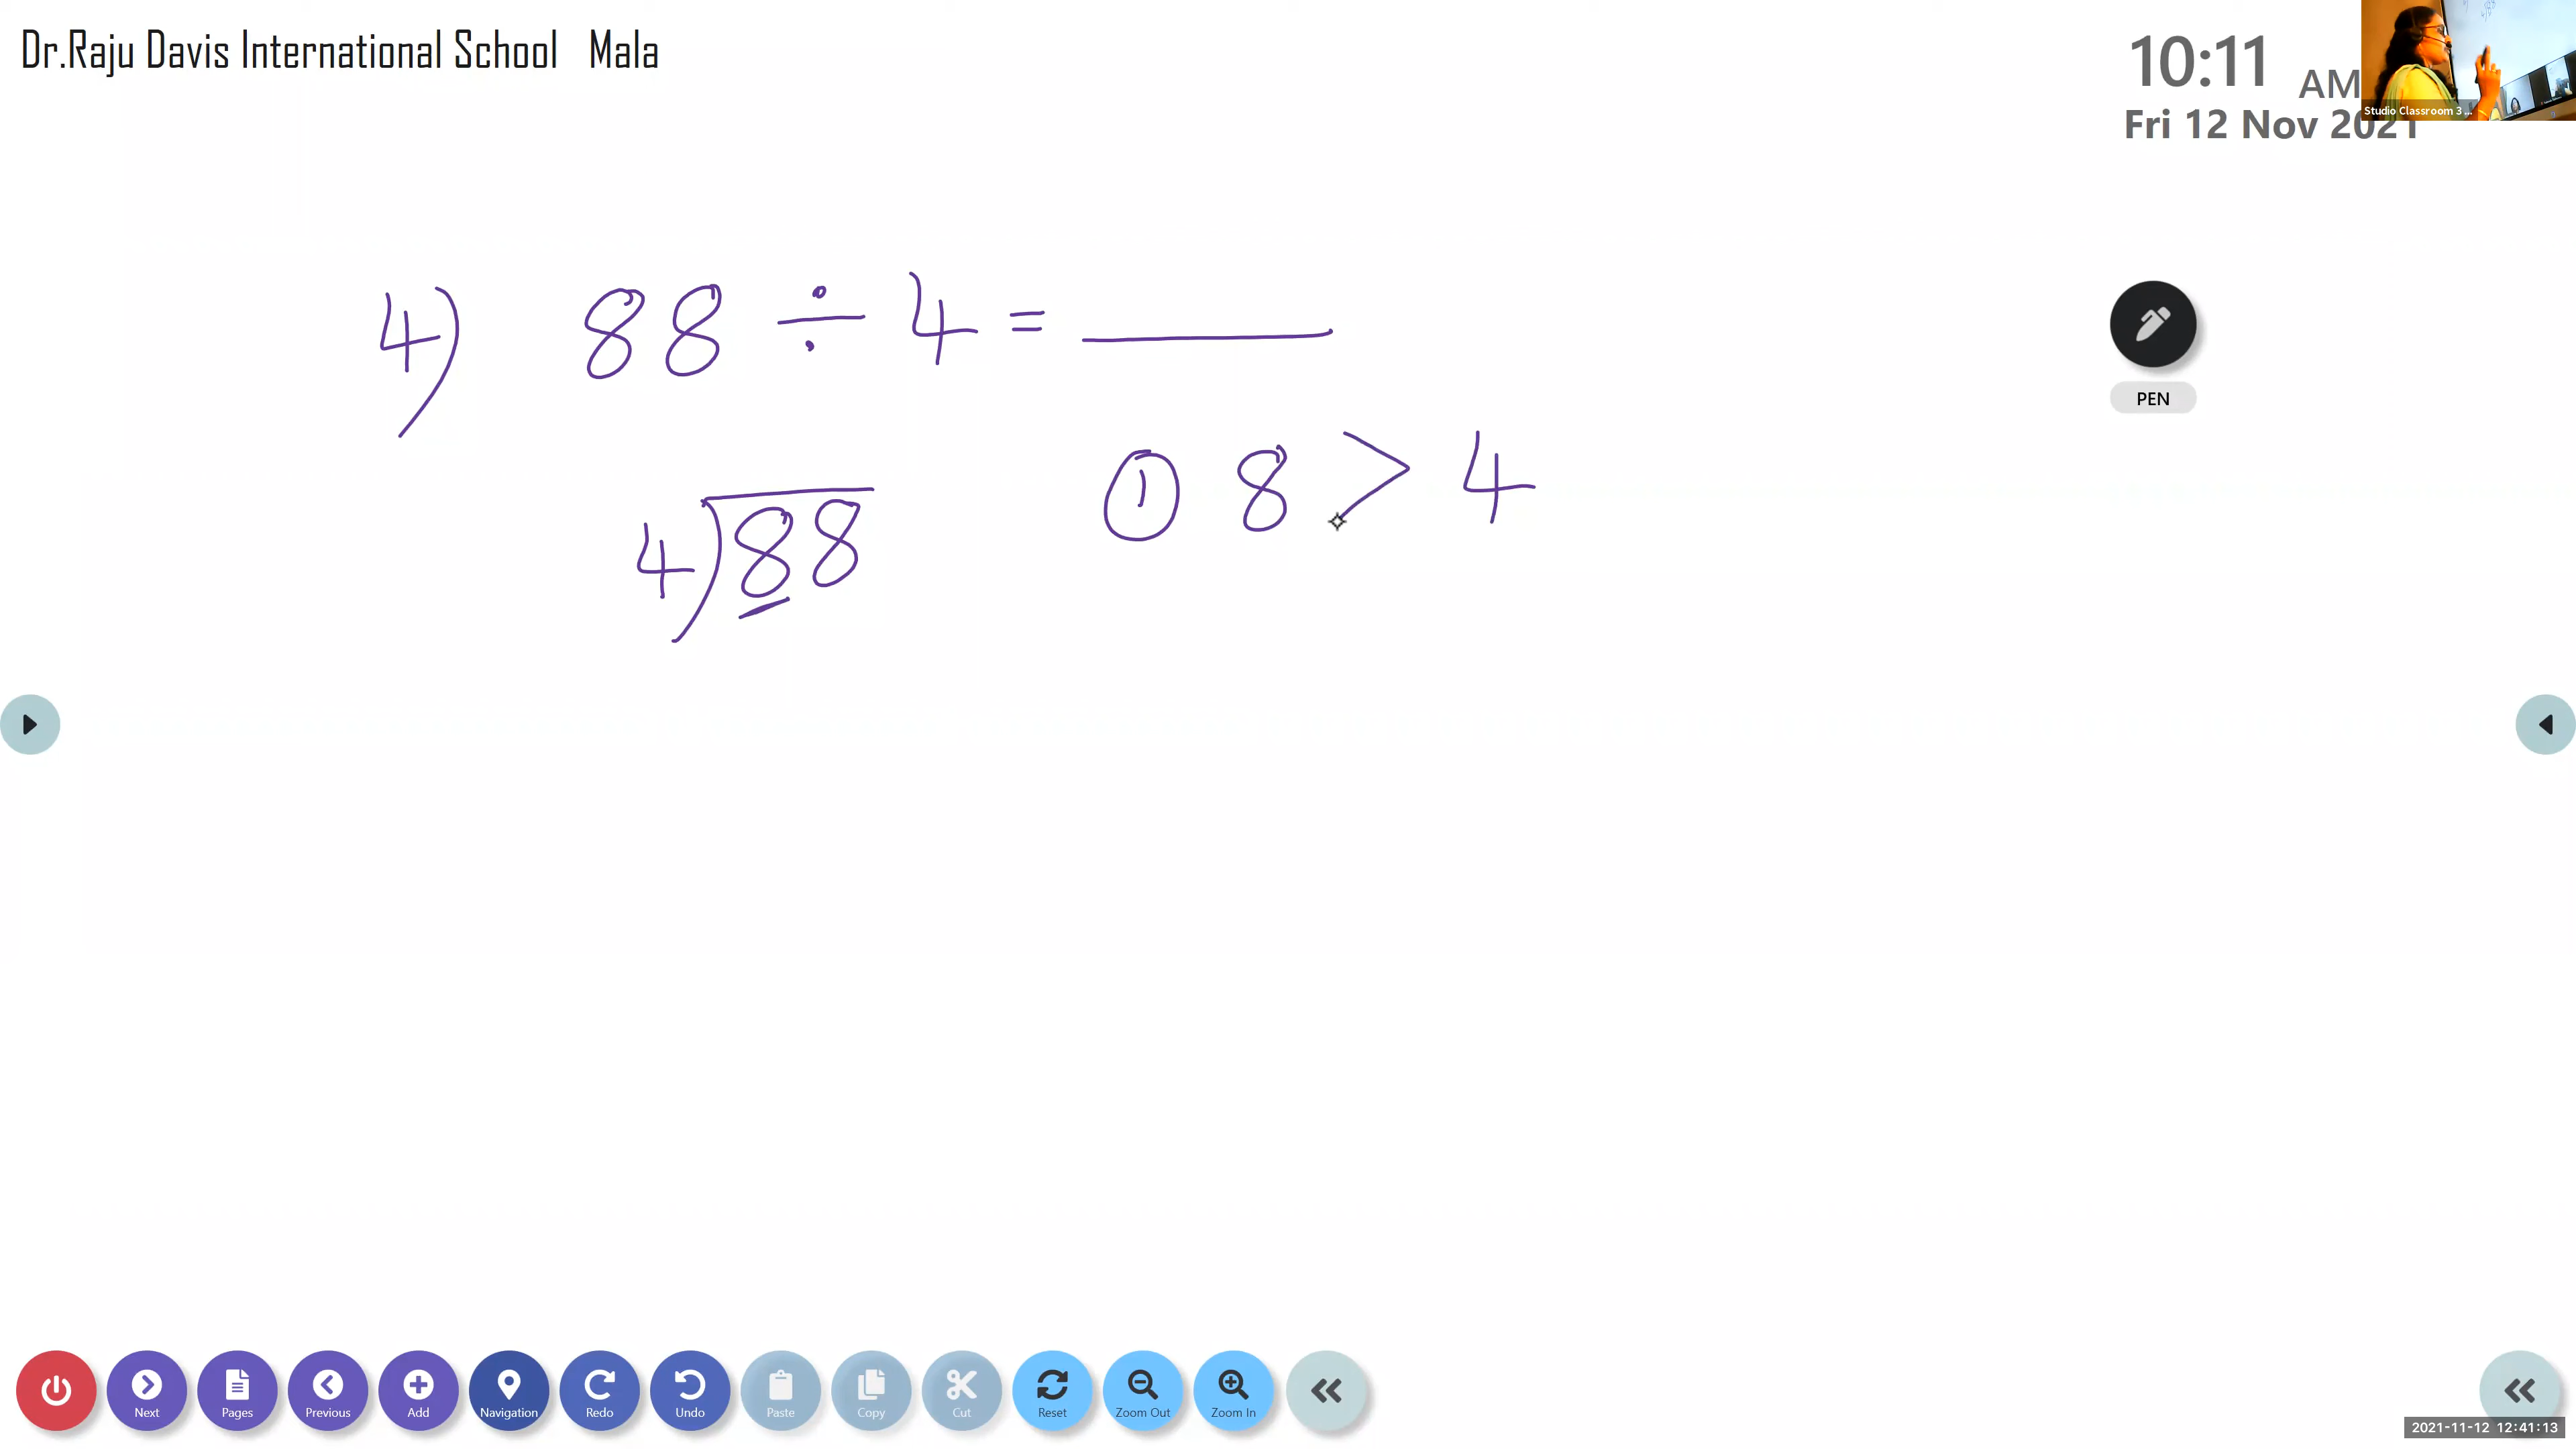 Dr.Raju Davis International School Mala
10:11 AM
Fri 12 Nov 2021
Studio Classroom 3 ...
4) 88 ÷ 4 = ______
PEN
① 8 > 4
4)88
Next Pages Previous Add Navigation Redo Undo Paste Copy Cut Reset Zoom Out Zoom In
2021-11-12 12:41:13